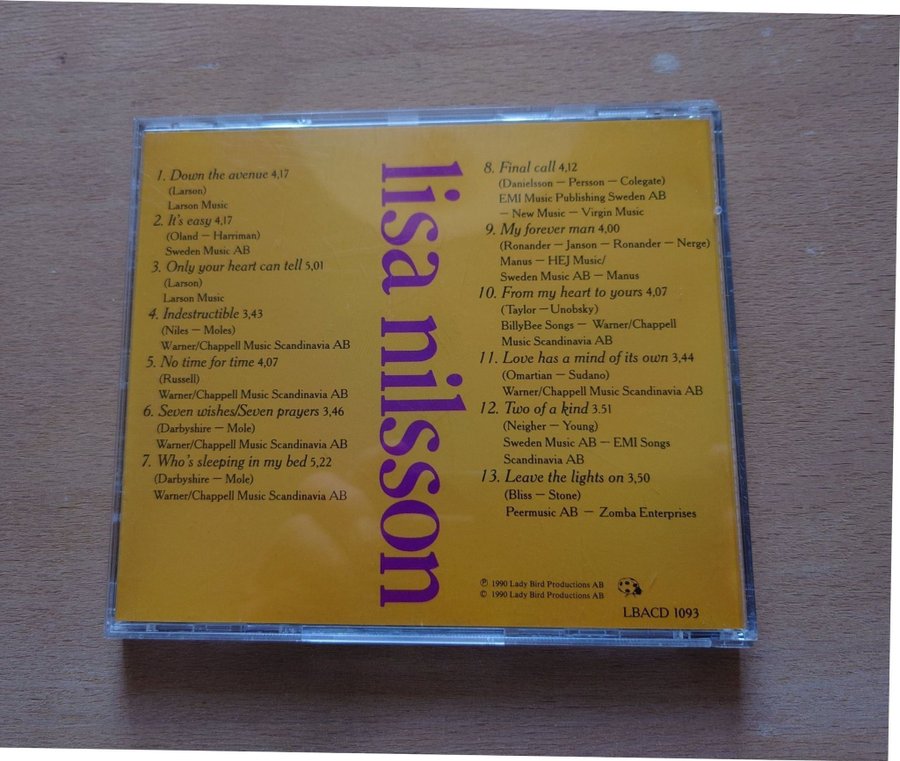 1. Down the avenue 4,17
(Larson)
Larson Music
2. It's easy 4,17
(Oland – Harriman)
Sweden Music AB
3. Only your heart can tell 5,01
(Larson)
Larson Music
4. Indestructible 3,43
(Niles – Moles)
Warner/Chappell Music Scandinavia AB
5. No time for time 4,07
(Russell)
Warner/Chappell Music Scandinavia AB
6. Seven wishes/Seven prayers 3,46
(Darbyshire – Mole)
Warner/Chappell Music Scandinavia AB
7. Who's sleeping in my bed 5,22
(Darbyshire – Mole)
Warner/Chappell Music Scandinavia AB
lisa nilsson
8. Final call 4,12
(Danielsson – Persson – Colegate)
EMI Music Publishing Sweden AB
– New Music – Virgin Music
9. My forever man 4,00
(Ronander – Janson – Ronander – Nerge)
Manus – HEJ Music/
Sweden Music AB – Manus
10. From my heart to yours 4,07
(Taylor – Unobsky)
BillyBee Songs – Warner/Chappell
Music Scandinavia AB
11. Love has a mind of its own 3,44
(Omartian – Sudano)
Warner/Chappell Music Scandinavia AB
12. Two of a kind 3.51
(Neigher – Young)
Sweden Music AB – EMI Songs
Scandinavia AB
13. Leave the lights on 3,50
(Bliss – Stone)
Peermusic AB – Zomba Enterprises
℗ 1990 Lady Bird Productions AB
© 1990 Lady Bird Productions AB
LBACD 1093